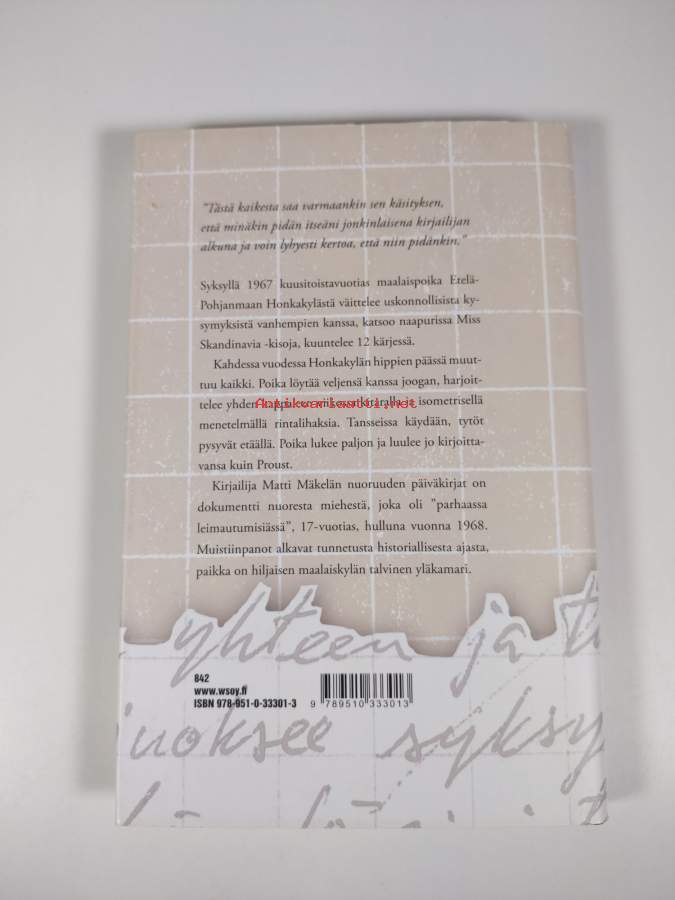 "Tästä kaikesta saa varmaankin sen käsityksen,
että minäkin pidän itseäni jonkinlaisena kirjailijan
alkuna ja voin lyhyesti kertoa, että niin pidänkin."
Syksyllä 1967 kuusitoistavuotias maalaispoika Etelä-
Pohjanmaan Honkakylästä väittelee uskonnollisista ky-
symyksistä vanhempien kanssa, katsoo naapurissa Miss
Skandinavia -kisoja, kuuntelee 12 kärjessä.
Kahdessa vuodessa Honkakylän hippien päässä muut-
tuu kaikki. Poika löytää veljensä kanssa joogan, harjoit-
telee yhden isometrisellä
Antikvariaatti.net
menetelmällä rintalihaksia. Tansseissa käydään, tytöt
pysyvät etäällä. Poika lukee paljon ja luulee jo kirjoitta-
vansa kuin Proust.
Kirjailija Matti Mäkelän nuoruuden päiväkirjat on
dokumentti nuoresta miehestä, joka oli "parhaassa
leimautumisiässä", 17-vuotias, hulluna vuonna 1968.
Muistiinpanot alkavat tunnetusta historiallisesta ajasta,
paikka on hiljaisen maalaiskylän talvinen yläkamari.
yhteen ja
842
www.wsoy.fi
ISBN 978-951-0-33301-3
9 789510 333013
juoksee syksy